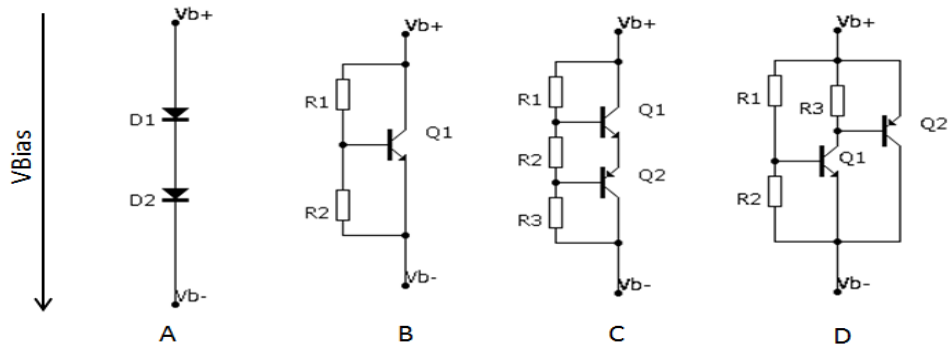 VBias
Vb+
D1
D2
Vb-
A
Vb+
R1
Q1
R2
Vb-
B
Vb+
R1
Q1
R2
Q2
R3
Vb-
C
Vb+
R1
R3
Q2
Q1
R2
Vb-
D